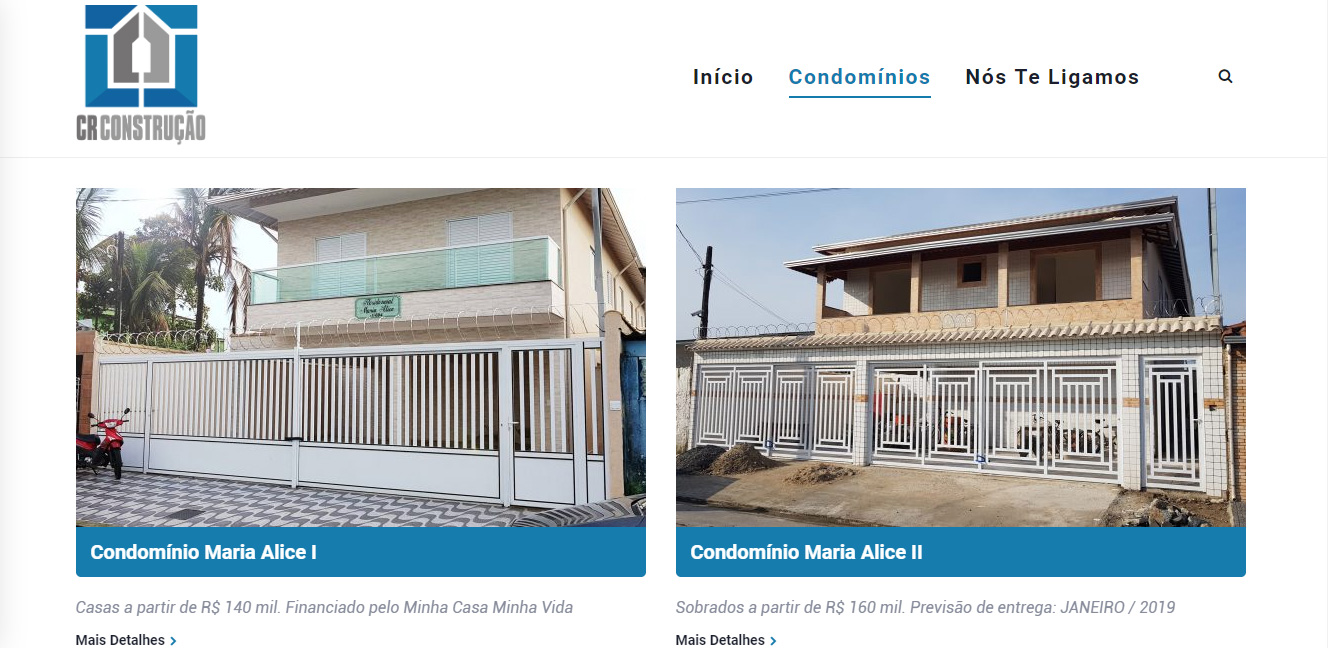 CR CONSTRUÇÃO
Início
Condomínios
Nós Te Ligamos
Residencial
Maria Alice
Condomínio Maria Alice I
Condomínio Maria Alice II
Casas a partir de R$ 140 mil. Financiado pelo Minha Casa Minha Vida
Sobrados a partir de R$ 160 mil. Previsão de entrega: JANEIRO / 2019
Mais Detalhes
Mais Detalhes